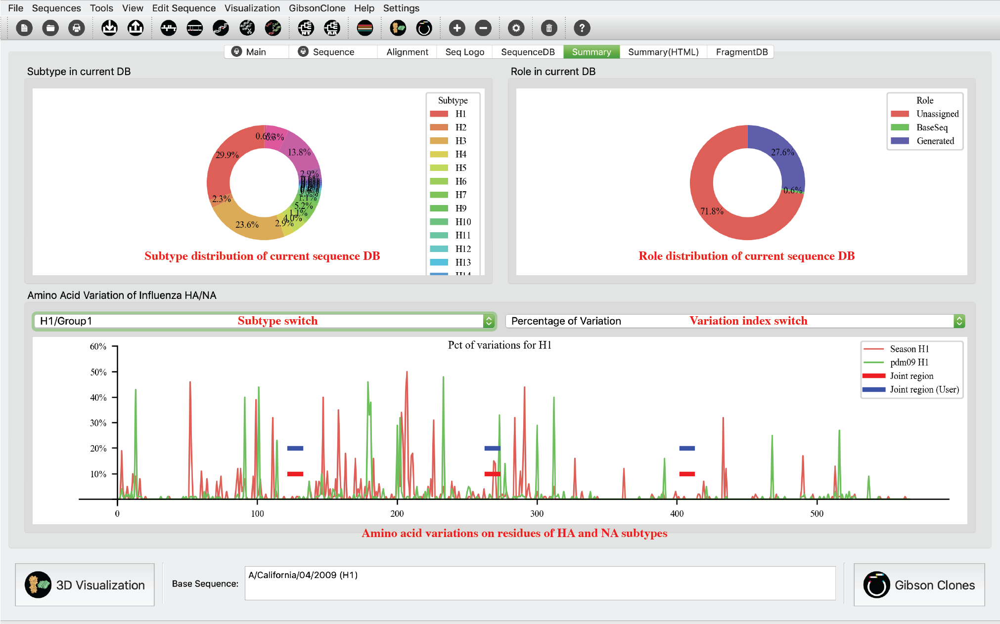 File Sequences Tools View Edit Sequence Visualization GibsonClone Help Settings
NT AA ?
Main Sequence Alignment Seq Logo SequenceDB Summary Summary(HTML) FragmentDB
Subtype in current DB
Subtype
H1
H2
H3
H4
H5
H6
H7
H9
H10
H11
H12
H13
H14
0.6%
6.3%
13.8%
29.9%
2.9%
2.3%
1.1%
5.2%
1.1%
4.0%
2.9%
23.6%
Subtype distribution of current sequence DB
Role in current DB
Role
Unassigned
BaseSeq
Generated
27.6%
0.6%
71.8%
Role distribution of current sequence DB
Amino Acid Variation of Influenza HA/NA
H1/Group1 Subtype switch
Percentage of Variation Variation index switch
Pct of variations for H1
60%
50%
40%
30%
20%
10%
Season H1
pdm09 H1
Joint region
Joint region (User)
0 100 200 300 400 500
Amino acid variations on residues of HA and NA subtypes
3D Visualization
Base Sequence:
A/California/04/2009 (H1)
Gibson Clones